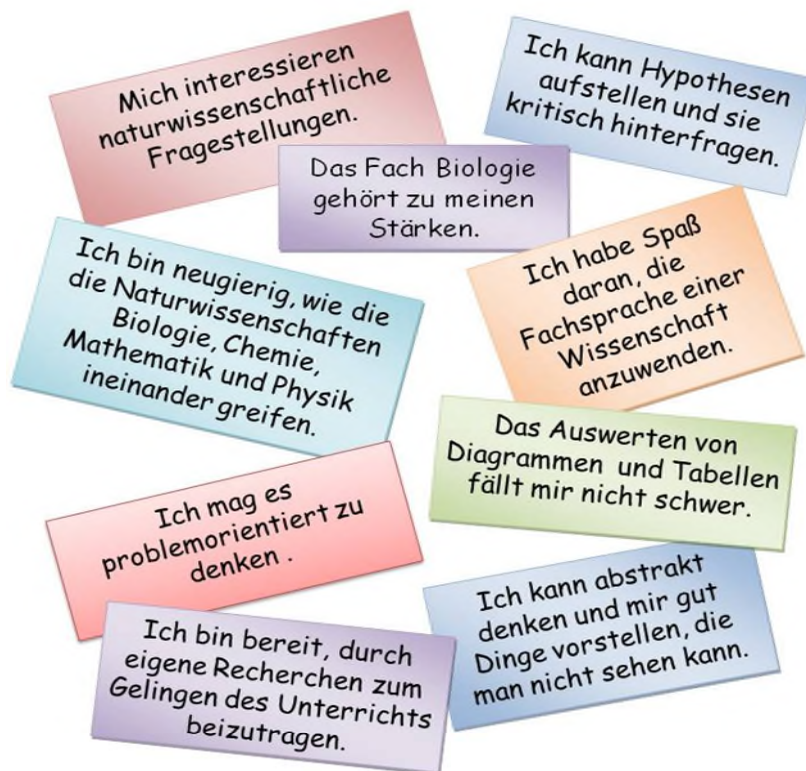 Mich interessieren
naturwissenschaftliche
Fragestellungen.
Ich kann Hypothesen
aufstellen und sie
kritisch hinterfragen.
Das Fach Biologie
gehört zu meinen
Stärken.
Ich bin neugierig, wie die
die Naturwissenschaften
Biologie, Chemie,
Mathematik und Physik
ineinander greifen.
Ich habe Spaß
daran, die
Fachsprache einer
Wissenschaft
anzuwenden.
Das Auswerten von
Diagrammen und Tabellen
fällt mir nicht schwer.
Ich mag es
problemorientiert zu
denken .
Ich kann abstrakt
denken und mir gut
Dinge vorstellen, die
man nicht sehen kann.
Ich bin bereit, durch
eigene Recherchen zum
Gelingen des Unterrichts
beizutragen.